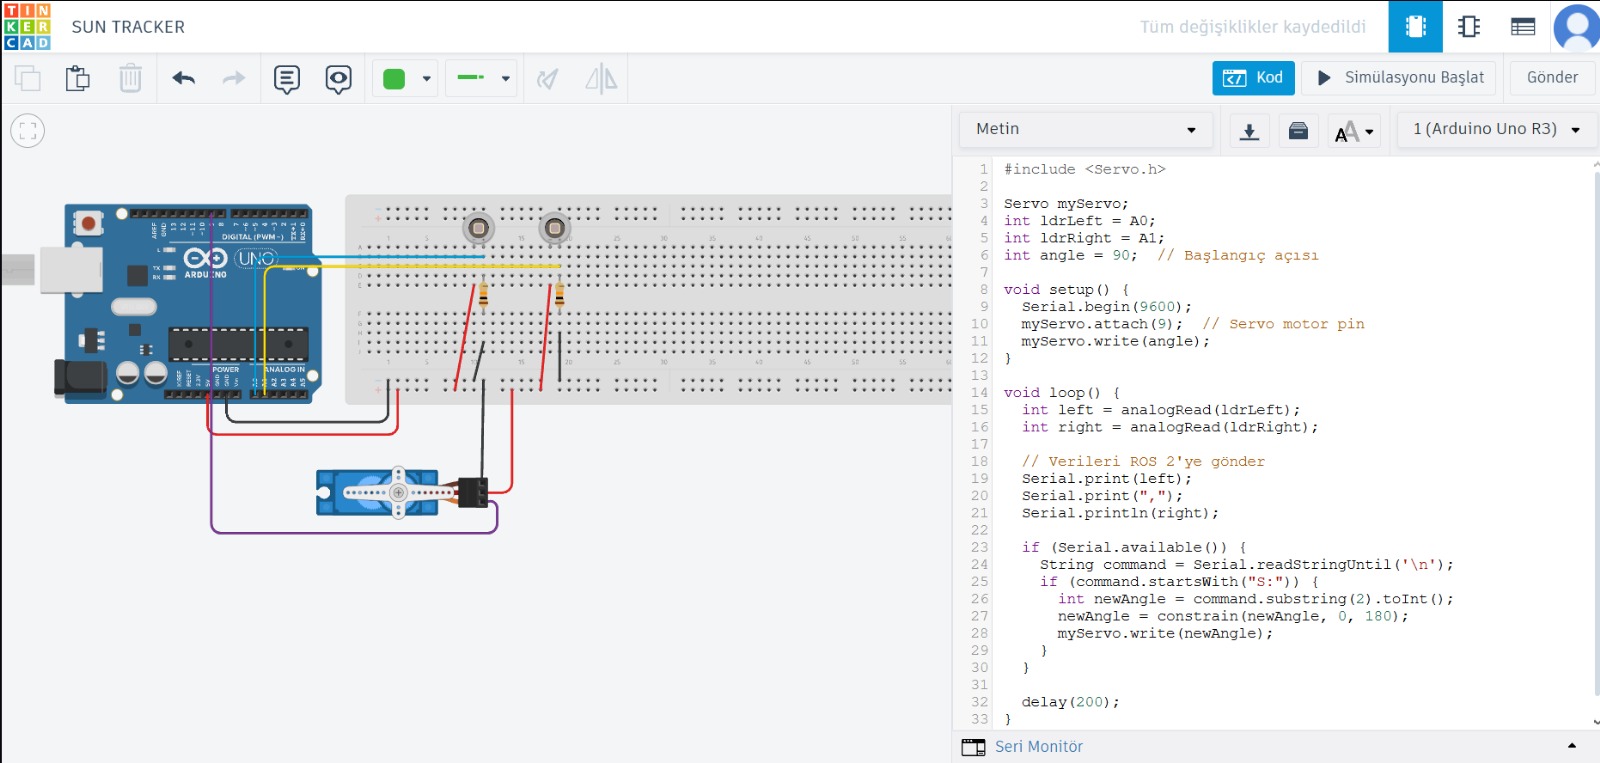 TIN
KER
CAD
SUN TRACKER
Tüm değişiklikler kaydedildi
Kod
Simülasyonu Başlat
Gönder
Metin
1 (Arduino Uno R3)
DIGITAL (PWM~)
UNO
ARDUINO
POWER
ANALOG IN
1 #include <Servo.h>
2
3 Servo myServo;
4 int ldrLeft = A0;
5 int ldrRight = A1;
6 int angle = 90;  // Başlangıç açısı
7
8 void setup() {
9   Serial.begin(9600);
10   myServo.attach(9);  // Servo motor pin
11   myServo.write(angle);
12 }
13
14 void loop() {
15   int left = analogRead(ldrLeft);
16   int right = analogRead(ldrRight);
17
18   // Verileri ROS 2'ye gönder
19   Serial.print(left);
20   Serial.print(",");
21   Serial.println(right);
22
23   if (Serial.available()) {
24     String command = Serial.readStringUntil('\n');
25     if (command.startsWith("S:")) {
26       int newAngle = command.substring(2).toInt();
27       newAngle = constrain(newAngle, 0, 180);
28       myServo.write(newAngle);
29     }
30   }
31
32   delay(200);
33 }
Seri Monitör